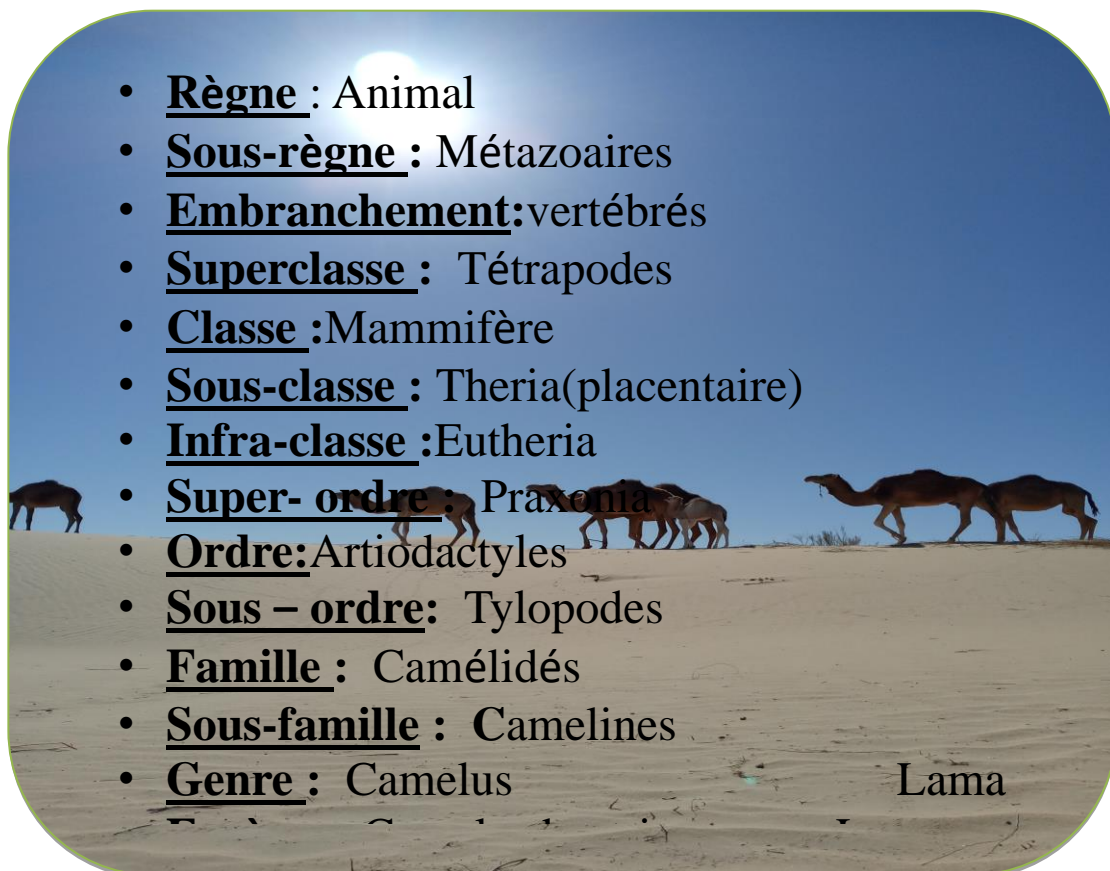 • Règne : Animal
• Sous-règne : Métazoaires
• Embranchement:vertébrés
• Superclasse : Tétrapodes
• Classe :Mammifère
• Sous-classe : Theria(placentaire)
• Infra-classe :Eutheria
• Super- ordre : Praxonia
• Ordre:Artiodactyles
• Sous – ordre: Tylopodes
• Famille : Camélidés
• Sous-famille : Camelines
• Genre : Camelus Lama